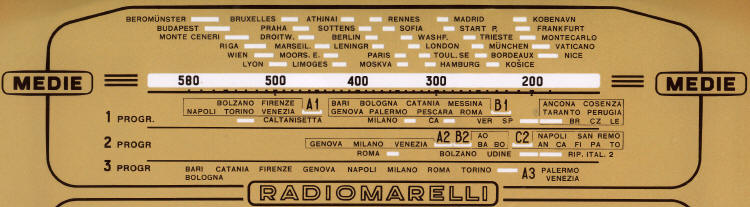 BEROMÜNSTER BRUXELLES ATHINAI RENNES MADRID KOBENAVN
BUDAPEST PRAHA SOTTENS SOFIA START P. FRANKFURT
MONTE CENERI DROITW. BERLIN WASHF. TRIESTE MONTECARLO
RIGA MARSEIL. LENINGR LONDON MÜNCHEN VATICANO
WIEN MOORS. E. PARIS TOUL.SE BORDEAUX NICE
LYON LIMOGES MOSKVA HAMBURG KOŠICE
MEDIE 580 500 400 300 200 MEDIE
BOLZANO FIRENZE A1 BARI BOLOGNA CATANIA MESSINA B1 ANCONA COSENZA
NAPOLI TORINO VENEZIA GENOVA PALERMO PESCARA ROMA TARANTO PERUGIA
1 PROGR. CALTANISETTA MILANO CA VER SP BR CZ LE
2 PROGR GENOVA MILANO VENEZIA A2 B2 AO BA BO C2 NAPOLI SAN REMO
AN CA FI PA TO
ROMA BOLZANO UDINE RIP. ITAL. 2
3 PROGR BARI CATANIA FIRENZE GENOVA NAPOLI MILANO ROMA TORINO A3 PALERMO
BOLOGNA VENEZIA
RADIOMARELLI